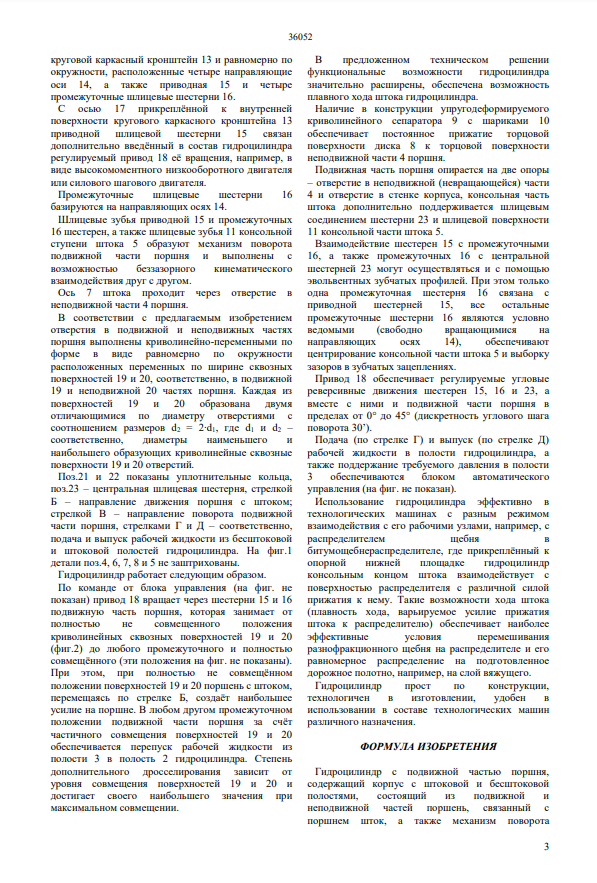 36052
круговой каркасный кронштейн 13 и равномерно по
окружности, расположенные четыре направляющие
оси 14, а также приводная 15 и четыре
промежуточные шлицевые шестерни 16.
С осью 17 прикреплённой к внутренней
поверхности кругового каркасного кронштейна 13
приводной шлицевой шестерни 15 связан
дополнительно введённый в состав гидроцилиндра
регулируемый привод 18 её вращения, например, в
виде высокомоментного низкооборотного двигателя
или силового шагового двигателя.
Промежуточные шлицевые шестерни 16
базируются на направляющих осях 14.
Шлицевые зубья приводной 15 и промежуточных
16 шестерен, а также шлицевые зубья 11 консольной
ступени штока 5 образуют механизм поворота
подвижной части поршня и выполнены с
возможностью беззазорного кинематического
взаимодействия друг с другом.
Ось 7 штока проходит через отверстие в
неподвижной части 4 поршня.
В соответствии с предлагаемым изобретением
отверстия в подвижной и неподвижных частях
поршня выполнены криволинейно-переменными по
форме в виде равномерно по окружности
расположенных переменных по ширине сквозных
поверхностей 19 и 20, соответственно, в подвижной
19 и неподвижной 20 частях поршня. Каждая из
поверхностей 19 и 20 образована двумя
отличающимися по диаметру отверстиями с
соотношением размеров d₂ = 2·d₁, где d₁ и d₂ –
соответственно, диаметры наименьшего и
наибольшего образующих криволинейные сквозные
поверхности 19 и 20 отверстий.
Поз.21 и 22 показаны уплотнительные кольца,
поз.23 – центральная шлицевая шестерня, стрелкой
Б – направление движения поршня с штоком;
стрелкой В – направление поворота подвижной
части поршня, стрелками Г и Д – соответственно,
подача и выпуск рабочей жидкости из бесштоковой
и штоковой полостей гидроцилиндра. На фиг.1
детали поз.4, 6, 7, 8 и 5 не заштрихованы.
Гидроцилиндр работает следующим образом.
По команде от блока управления (на фиг. не
показан) привод 18 вращает через шестерни 15 и 16
подвижную часть поршня, которая занимает от
полностью не совмещенного положения
криволинейных сквозных поверхностей 19 и 20
(фиг.2) до любого промежуточного и полностью
совмещённого (эти положения на фиг. не показаны).
При этом, при полностью не совмещённом
положении поверхностей 19 и 20 поршень с штоком,
перемещаясь по стрелке Б, создаёт наибольшее
усилие на поршне. В любом другом промежуточном
положении подвижной части поршня за счёт
частичного совмещения поверхностей 19 и 20
обеспечивается перепуск рабочей жидкости из
полости 3 в полость 2 гидроцилиндра. Степень
дополнительного дросселирования зависит от
уровня совмещения поверхностей 19 и 20 и
достигает своего наибольшего значения при
максимальном совмещении.
В предложенном техническом решении
функциональные возможности гидроцилиндра
значительно расширены, обеспечена возможность
плавного хода штока гидроцилиндра.
Наличие в конструкции упругодеформируемого
криволинейного сепаратора 9 с шариками 10
обеспечивает постоянное прижатие торцовой
поверхности диска 8 к торцовой поверхности
неподвижной части 4 поршня.
Подвижная часть поршня опирается на две опоры
– отверстие в неподвижной (невращающейся) части
4 и отверстие в стенке корпуса, консольная часть
штока дополнительно поддерживается шлицевым
соединением шестерни 23 и шлицевой поверхности
11 консольной части штока 5.
Взаимодействие шестерен 15 с промежуточными
16, а также промежуточных 16 с центральной
шестерней 23 могут осуществляться и с помощью
эвольвентных зубчатых профилей. При этом только
одна промежуточная шестерня 16 связана с
приводной шестерней 15, все остальные
промежуточные шестерни 16 являются условно
ведомыми (свободно вращающимися на
направляющих осях 14), обеспечивают
центрирование консольной части штока 5 и выборку
зазоров в зубчатых зацеплениях.
Привод 18 обеспечивает регулируемые угловые
реверсивные движения шестерен 15, 16 и 23, а
вместе с ними и подвижной части поршня в
пределах от 0° до 45° (дискретность углового шага
поворота 30’).
Подача (по стрелке Г) и выпуск (по стрелке Д)
рабочей жидкости в полости гидроцилиндра, а
также поддержание требуемого давления в полости
3 обеспечиваются блоком автоматического
управления (на фиг. не показан).
Использование гидроцилиндра эффективно в
технологических машинах с разным режимом
взаимодействия с его рабочими узлами, например, с
распределителем щебня в
битумощебнераспределителе, где прикреплённый к
опорной нижней площадке гидроцилиндр
консольным концом штока взаимодействует с
поверхностью распределителя с различной силой
прижатия к нему. Такие возможности хода штока
(плавность хода, варьируемое усилие прижатия
штока к распределителю) обеспечивает наиболее
эффективные условия перемешивания
разнофракционного щебня на распределителе и его
равномерное распределение на подготовленное
дорожное полотно, например, на слой вяжущего.
Гидроцилиндр прост по конструкции,
технологичен в изготовлении, удобен в
использовании в составе технологических машин
различного назначения.
ФОРМУЛА ИЗОБРЕТЕНИЯ
Гидроцилиндр с подвижной частью поршня,
содержащий корпус с штоковой и бесштоковой
полостями, состоящий из подвижной и
неподвижной частей поршень, связанный с
поршнем шток, а также механизм поворота
3